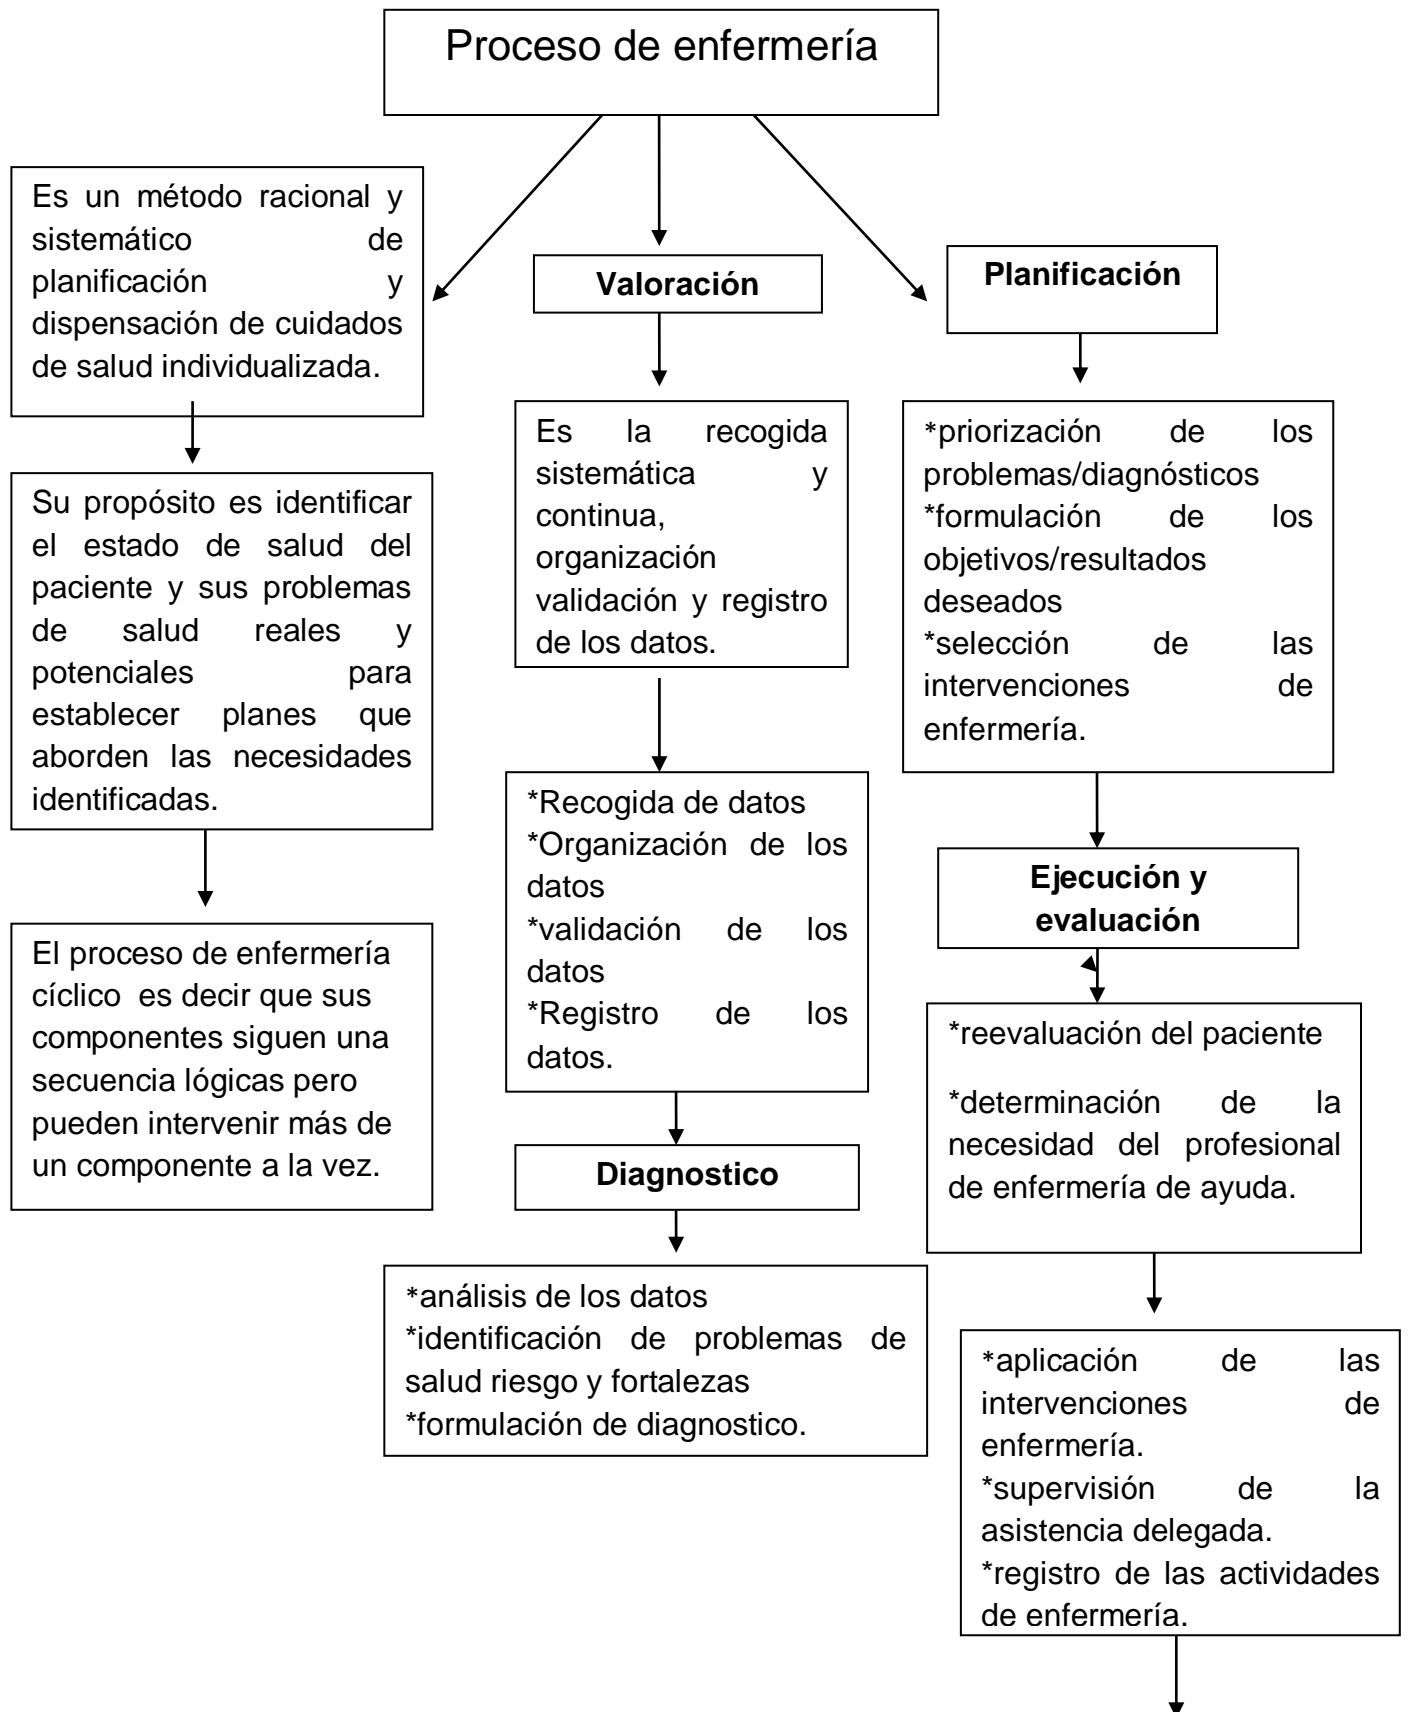 Proceso de enfermería
Es un método racional y
sistemático de
planificación y
dispensación de cuidados
de salud individualizada.
Su propósito es identificar
el estado de salud del
paciente y sus problemas
de salud reales y
potenciales para
establecer planes que
aborden las necesidades
identificadas.
El proceso de enfermería
cíclico es decir que sus
componentes siguen una
secuencia lógicas pero
pueden intervenir más de
un componente a la vez.
Valoración
Es la recogida
sistemática y
continua,
organización
validación y registro
de los datos.
*Recogida de datos
*Organización de los
datos
*validación de los
datos
*Registro de los
datos.
Diagnostico
*análisis de los datos
*identificación de problemas de
salud riesgo y fortalezas
*formulación de diagnostico.
Planificación
*priorización de los
problemas/diagnósticos
*formulación de los
objetivos/resultados
deseados
*selección de las
intervenciones de
enfermería.
Ejecución y
evaluación
*reevaluación del paciente
*determinación de la
necesidad del profesional
de enfermería de ayuda.
*aplicación de las
intervenciones de
enfermería.
*supervisión de la
asistencia delegada.
*registro de las actividades
de enfermería.